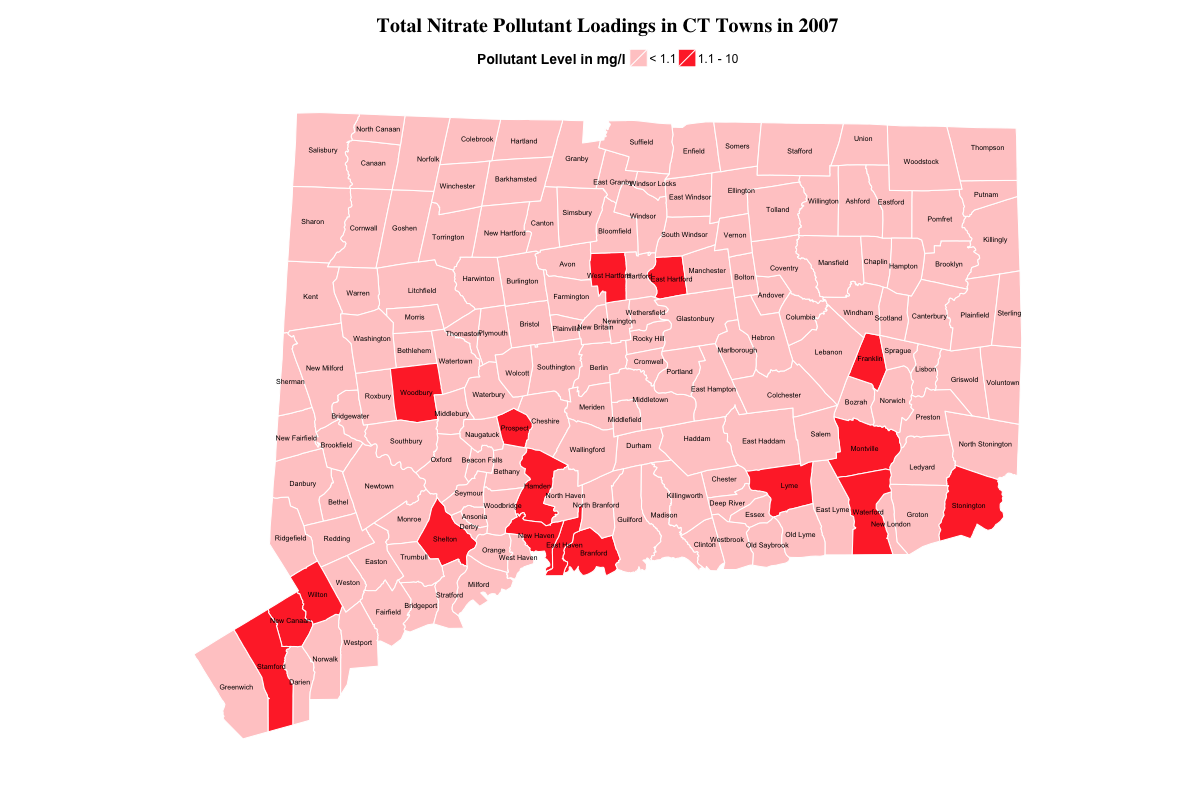 Total Nitrate Pollutant Loadings in CT Towns in 2007
Pollutant Level in mg/l < 1.1 1.1 - 10
North Canaan
Colebrook
Hartland
Salisbury
Canaan
Norfolk
Granby
Suffield
Enfield
Somers
Stafford
Union
Woodstock
Thompson
Winchester
Barkhamsted
East Granby
Windsor Locks
East Windsor
Ellington
Tolland
Willington
Ashford
Eastford
Putnam
Sharon
Cornwall
Goshen
Torrington
New Hartford
Canton
Simsbury
Bloomfield
Windsor
South Windsor
Vernon
Pomfret
Killingly
Kent
Warren
Litchfield
Harwinton
Burlington
Avon
Farmington
West Hartford
Hartford
East Hartford
Manchester
Bolton
Coventry
Andover
Mansfield
Chaplin
Hampton
Brooklyn
Washington
Morris
Bethlehem
Thomaston
Plymouth
Bristol
Plainville
New Britain
Newington
Wethersfield
Rocky Hill
Glastonbury
Hebron
Marlborough
Columbia
Windham
Scotland
Canterbury
Plainfield
Sterling
Sherman
New Milford
Roxbury
Woodbury
Watertown
Waterbury
Wolcott
Southington
Berlin
Cromwell
Portland
East Hampton
Lebanon
Franklin
Sprague
Lisbon
Griswold
Voluntown
New Fairfield
Brookfield
Bridgewater
Southbury
Middlebury
Naugatuck
Prospect
Cheshire
Meriden
Middletown
Middlefield
Colchester
Bozrah
Norwich
Preston
North Stonington
Danbury
Bethel
Newtown
Oxford
Beacon Falls
Bethany
Wallingford
Durham
Haddam
East Haddam
Salem
Montville
Ledyard
Ridgefield
Redding
Monroe
Seymour
Ansonia
Derby
Woodbridge
Hamden
North Haven
North Branford
Guilford
Madison
Killingworth
Chester
Deep River
Essex
Lyme
East Lyme
Waterford
New London
Groton
Stonington
Easton
Trumbull
Shelton
Orange
West Haven
New Haven
East Haven
Branford
Clinton
Westbrook
Old Saybrook
Old Lyme
Wilton
Weston
Fairfield
Bridgeport
Stratford
Milford
New Canaan
Westport
Greenwich
Stamford
Darien
Norwalk